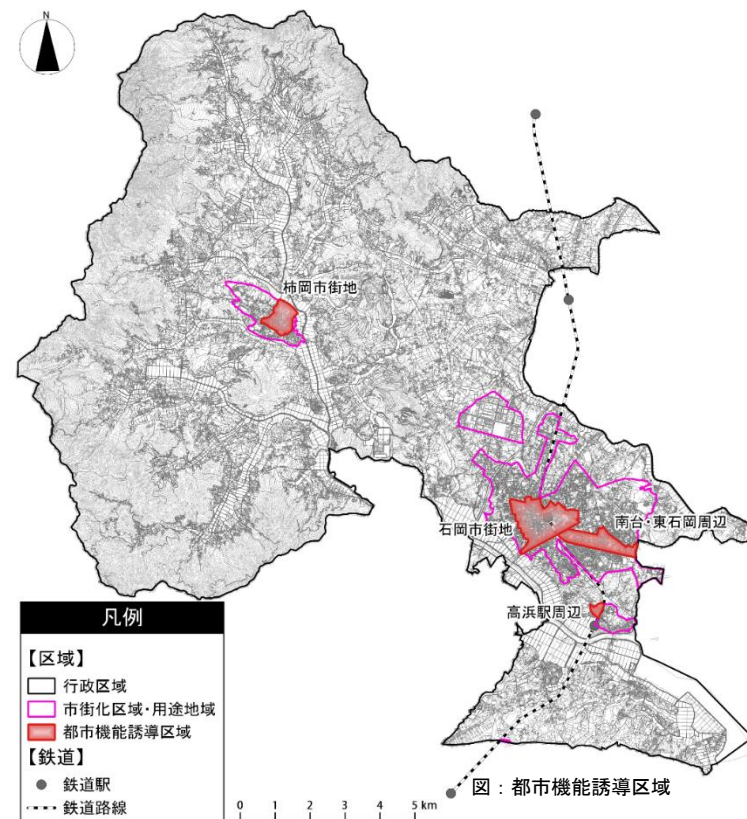 柿岡市街地
石岡市街地
南台・東石岡周辺
高浜駅周辺
凡例
【区域】
行政区域
市街化区域・用途地域
都市機能誘導区域
【鉄道】
鉄道駅
鉄道路線
0 1 2 3 4 5 km
図：都市機能誘導区域